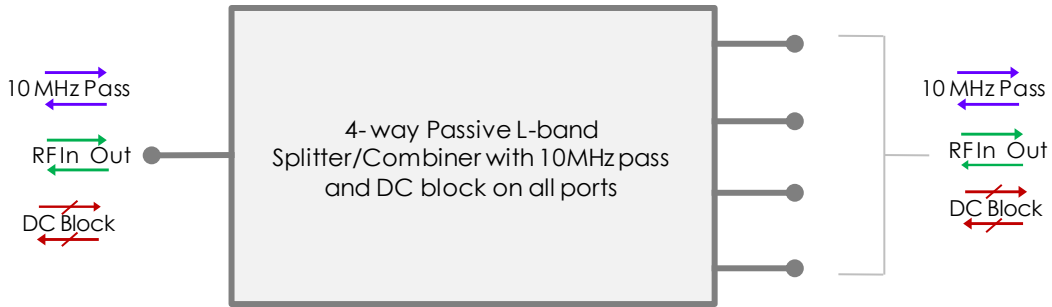 10 MHz Pass
RF In Out
DC Block
4- way Passive L-band
Splitter/Combiner with 10MHz pass
and DC block on all ports
10 MHz Pass
RF In Out
DC Block